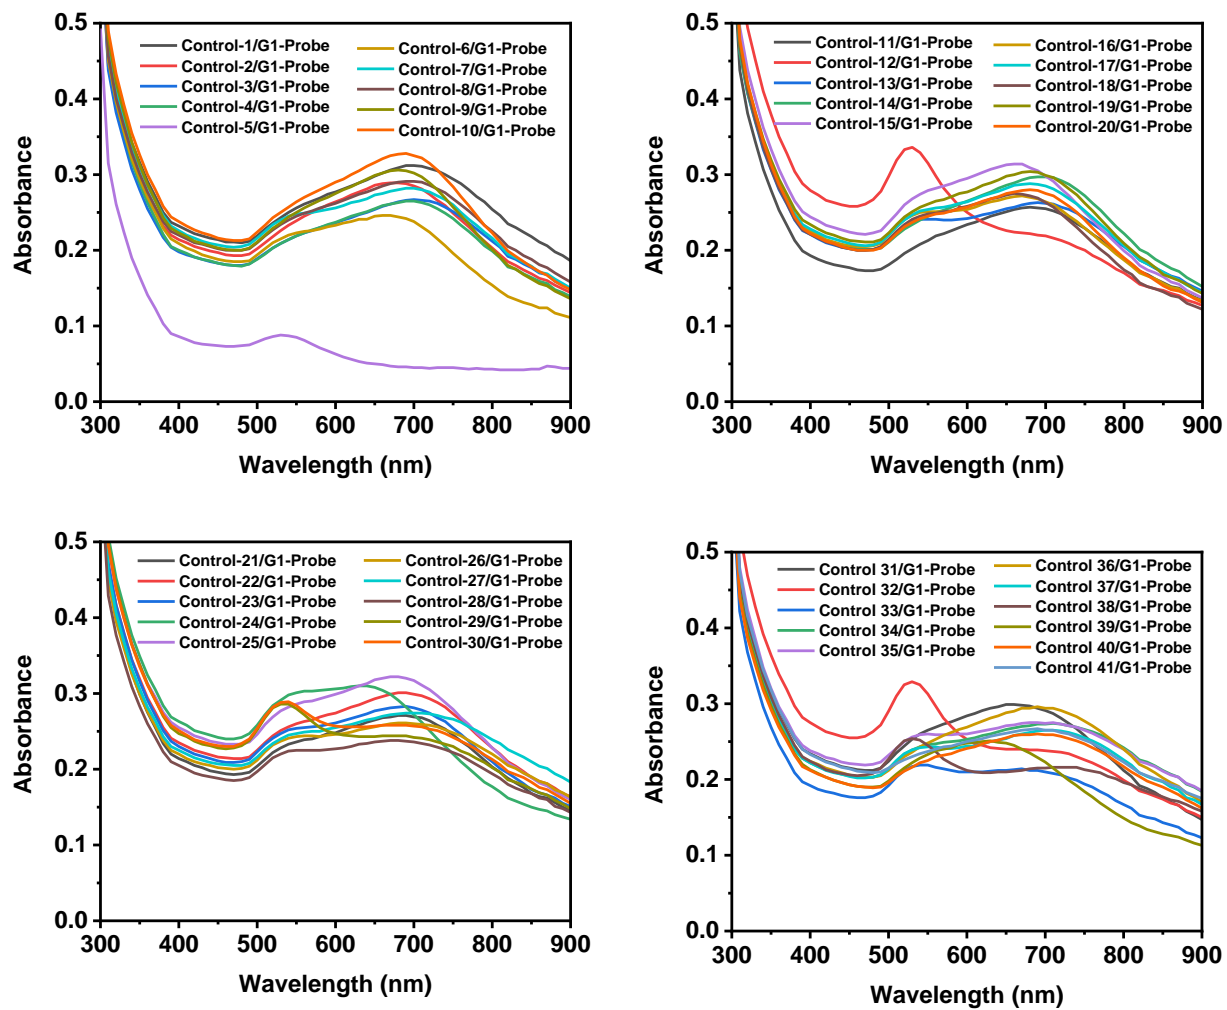 0.5
0.4
0.3
0.2
0.1
0.0
Absorbance
Control-1/G1-Probe
Control-2/G1-Probe
Control-3/G1-Probe
Control-4/G1-Probe
Control-5/G1-Probe
Control-6/G1-Probe
Control-7/G1-Probe
Control-8/G1-Probe
Control-9/G1-Probe
Control-10/G1-Probe
300 400 500 600 700 800 900
Wavelength (nm)
0.5
0.4
0.3
0.2
0.1
0.0
Absorbance
Control-11/G1-Probe
Control-12/G1-Probe
Control-13/G1-Probe
Control-14/G1-Probe
Control-15/G1-Probe
Control-16/G1-Probe
Control-17/G1-Probe
Control-18/G1-Probe
Control-19/G1-Probe
Control-20/G1-Probe
300 400 500 600 700 800 900
Wavelength (nm)
0.5
0.4
0.3
0.2
0.1
0.0
Absorbance
Control-21/G1-Probe
Control-22/G1-Probe
Control-23/G1-Probe
Control-24/G1-Probe
Control-25/G1-Probe
Control-26/G1-Probe
Control-27/G1-Probe
Control-28/G1-Probe
Control-29/G1-Probe
Control-30/G1-Probe
300 400 500 600 700 800 900
Wavelength (nm)
0.5
0.4
0.3
0.2
0.1
0.0
Absorbance
Control 31/G1-Probe
Control 32/G1-Probe
Control 33/G1-Probe
Control 34/G1-Probe
Control 35/G1-Probe
Control 36/G1-Probe
Control 37/G1-Probe
Control 38/G1-Probe
Control 39/G1-Probe
Control 40/G1-Probe
Control 41/G1-Probe
300 400 500 600 700 800 900
Wavelength (nm)